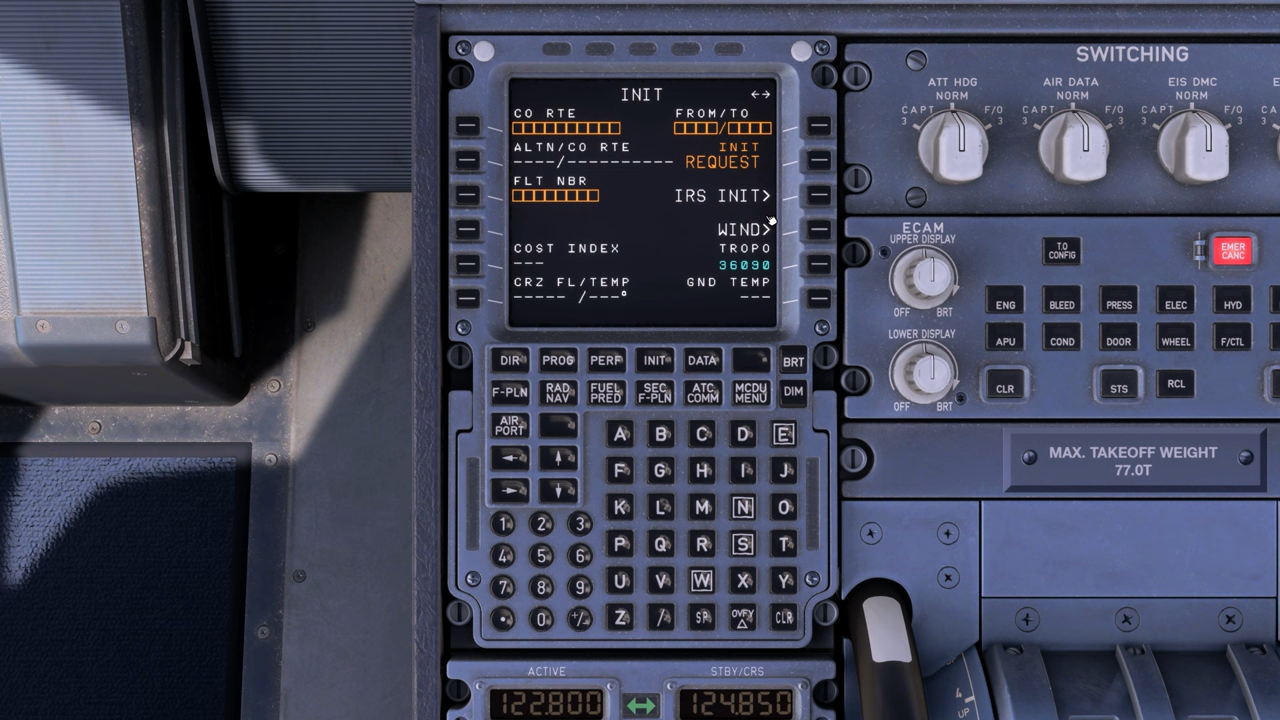 INIT ←→
CO RTE FROM/TO
/
ALTN/CO RTE INIT
----/---------- REQUEST
FLT NBR
IRS INIT>
WIND>
COST INDEX TROPO
--- 36090
CRZ FL/TEMP GND TEMP
----- /---° ---
DIR PROG PERF INIT DATA BRT
F-PLN RAD NAV FUEL PRED SEC F-PLN ATC COMM MCDU MENU DIM
AIR PORT
← ↑
→ ↓
A B C D E
F G H I J
K L M N O
P Q R S T
U V W X Y
Z / SP OVFY △ CLR
1 2 3
4 5 6
7 8 9
. 0 +/-
ACTIVE STBY/CRS
122.800 124.850
SWITCHING
ATT HDG AIR DATA EIS DMC
NORM NORM NORM
CAPT 3 F/O 3 CAPT 3 F/O 3 CAPT 3 F/O 3
ECAM
UPPER DISPLAY
OFF BRT
LOWER DISPLAY
OFF BRT
T.O CONFIG
EMER CANC
ENG BLEED PRESS ELEC HYD
APU COND DOOR WHEEL F/CTL
CLR STS RCL
MAX. TAKEOFF WEIGHT
77.0T
4
UP